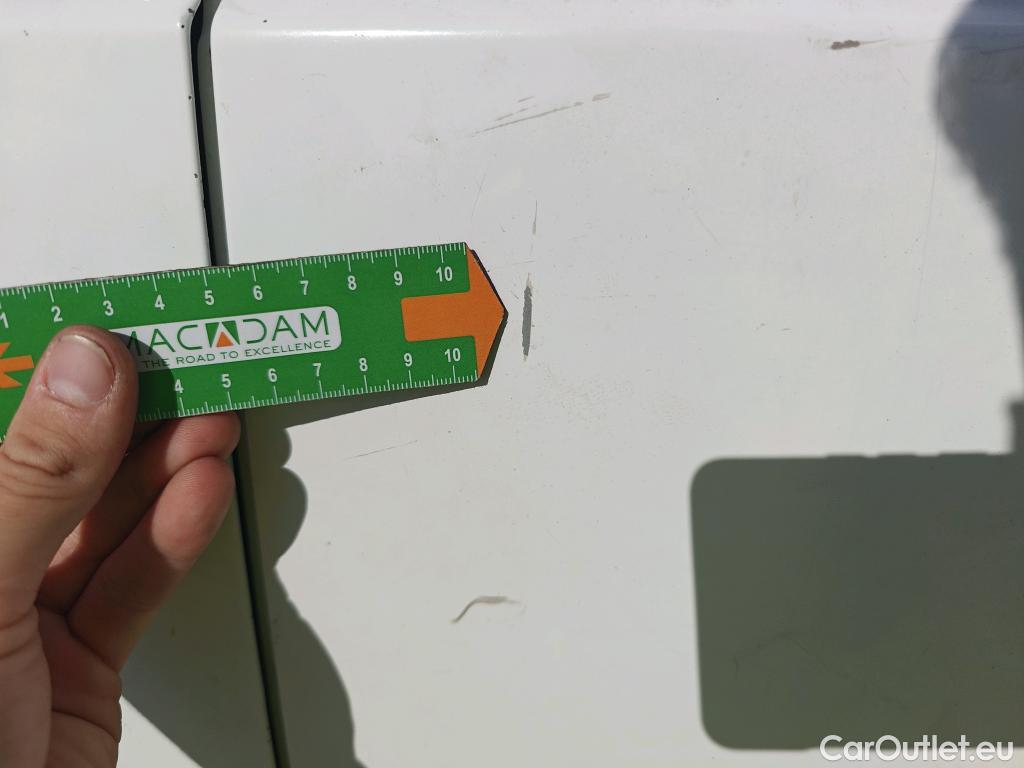 1 2 3 4 5 6 7 8 9 10
MACADAM
THE ROAD TO EXCELLENCE
4 5 6 7 8 9 10
CarOutlet.eu